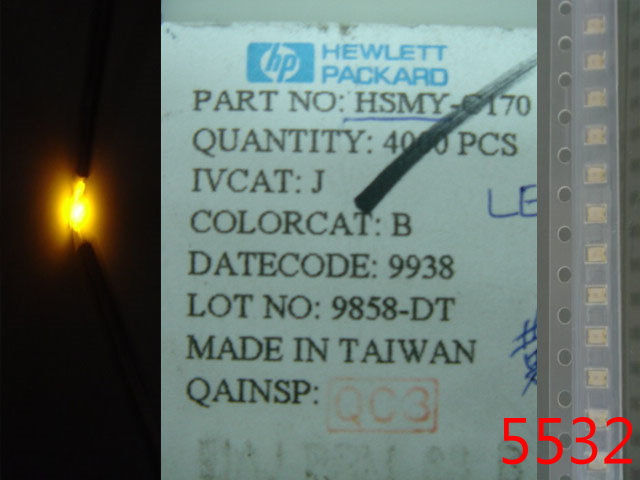 hp HEWLETT
PACKARD
PART NO: HSMY-C170
QUANTITY: 4000 PCS
IVCAT: J
LE
COLORCAT: B
DATECODE: 9938
LOT NO: 9858-DT
MADE IN TAIWAN
QAINSP: QC3
5532